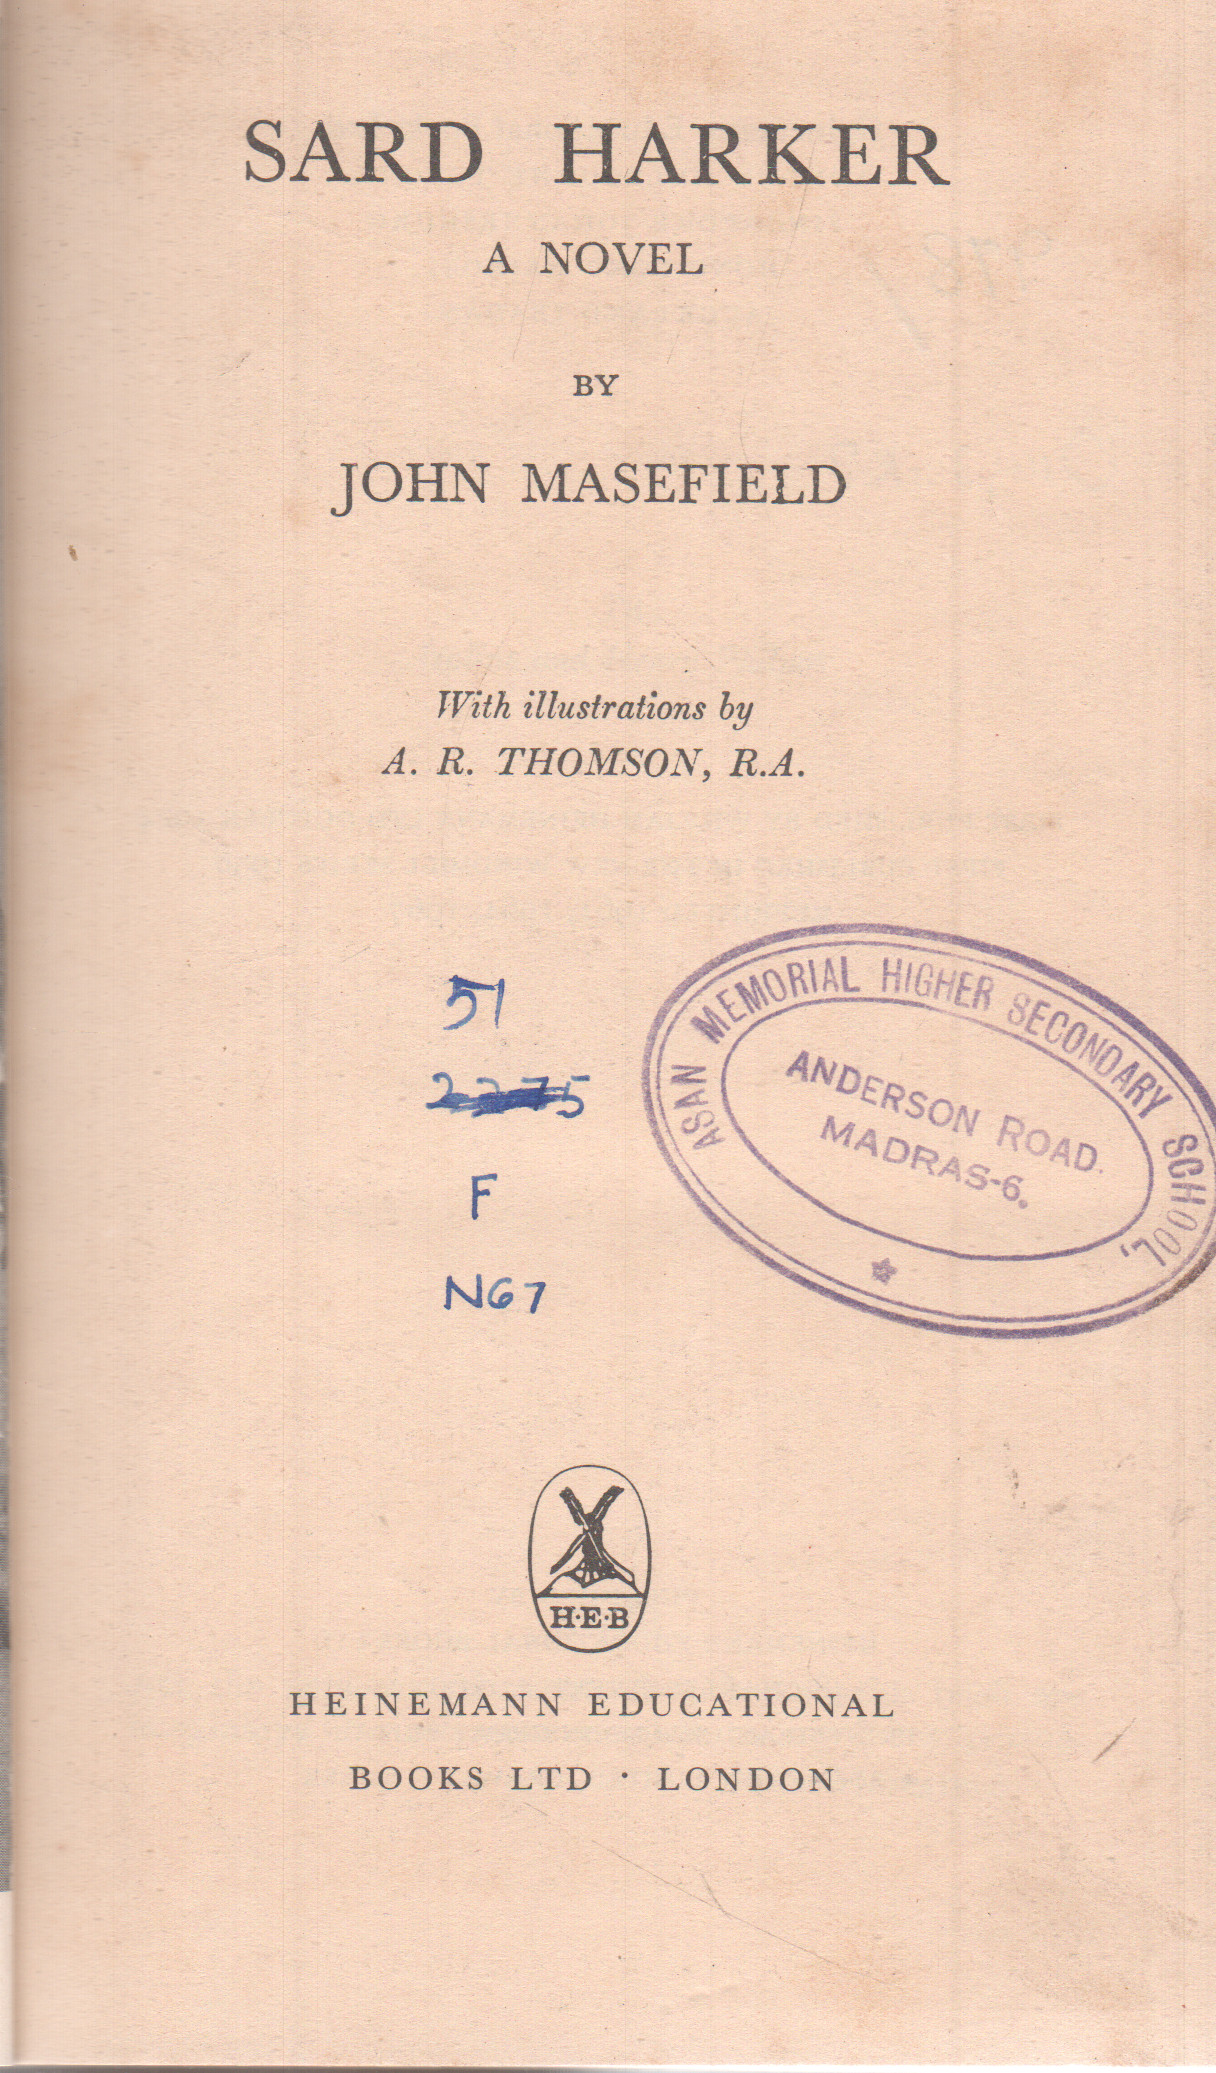 SARD HARKER
A NOVEL
BY
JOHN MASEFIELD
With illustrations by
A. R. THOMSON, R.A.
51
F
N67
ASAN MEMORIAL HIGHER SECONDARY SCHOOL,
ANDERSON ROAD.
MADRAS-6.
H·E·B
HEINEMANN EDUCATIONAL
BOOKS LTD · LONDON